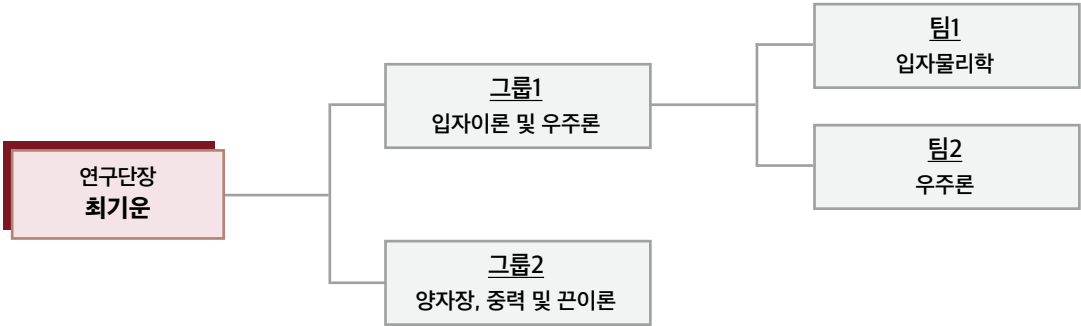 연구단장
최기운
그룹1
입자이론 및 우주론
그룹2
양자장, 중력 및 끈이론
팀1
입자물리학
팀2
우주론